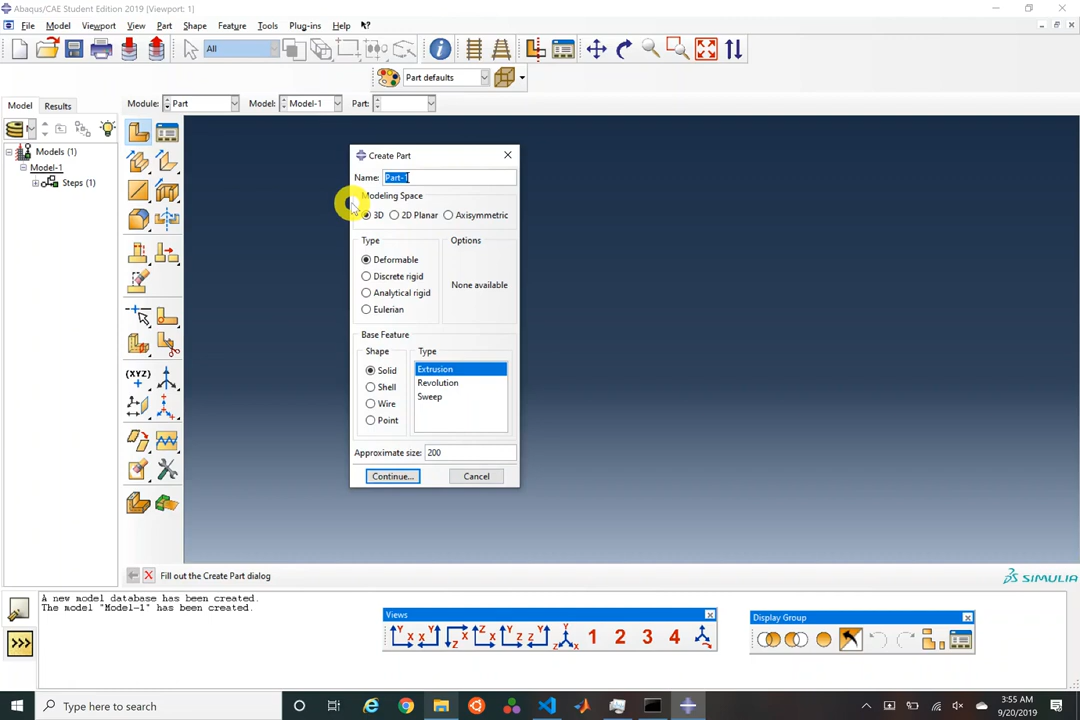 Abaqus/CAE Student Edition 2019 [Viewport: 1]
File Model Viewport View Part Shape Feature Tools Plug-ins Help
All
Part defaults
Model Results Module: Part Model: Model-1 Part:
Models (1)
Model-1
Steps (1)
Create Part
Name: Part-1
Modeling Space
3D 2D Planar Axisymmetric
Type Options
Deformable
Discrete rigid
None available
Analytical rigid
Eulerian
Base Feature
Shape Type
Solid Extrusion
Shell Revolution
Sweep
Wire
Point
Approximate size: 200
Continue... Cancel
(XYZ)
Fill out the Create Part dialog
SIMULIA
A new model database has been created.
The model "Model-1" has been created.
>>>
Views
1 2 3 4
Display Group
Type here to search
3:55 AM
9/20/2019